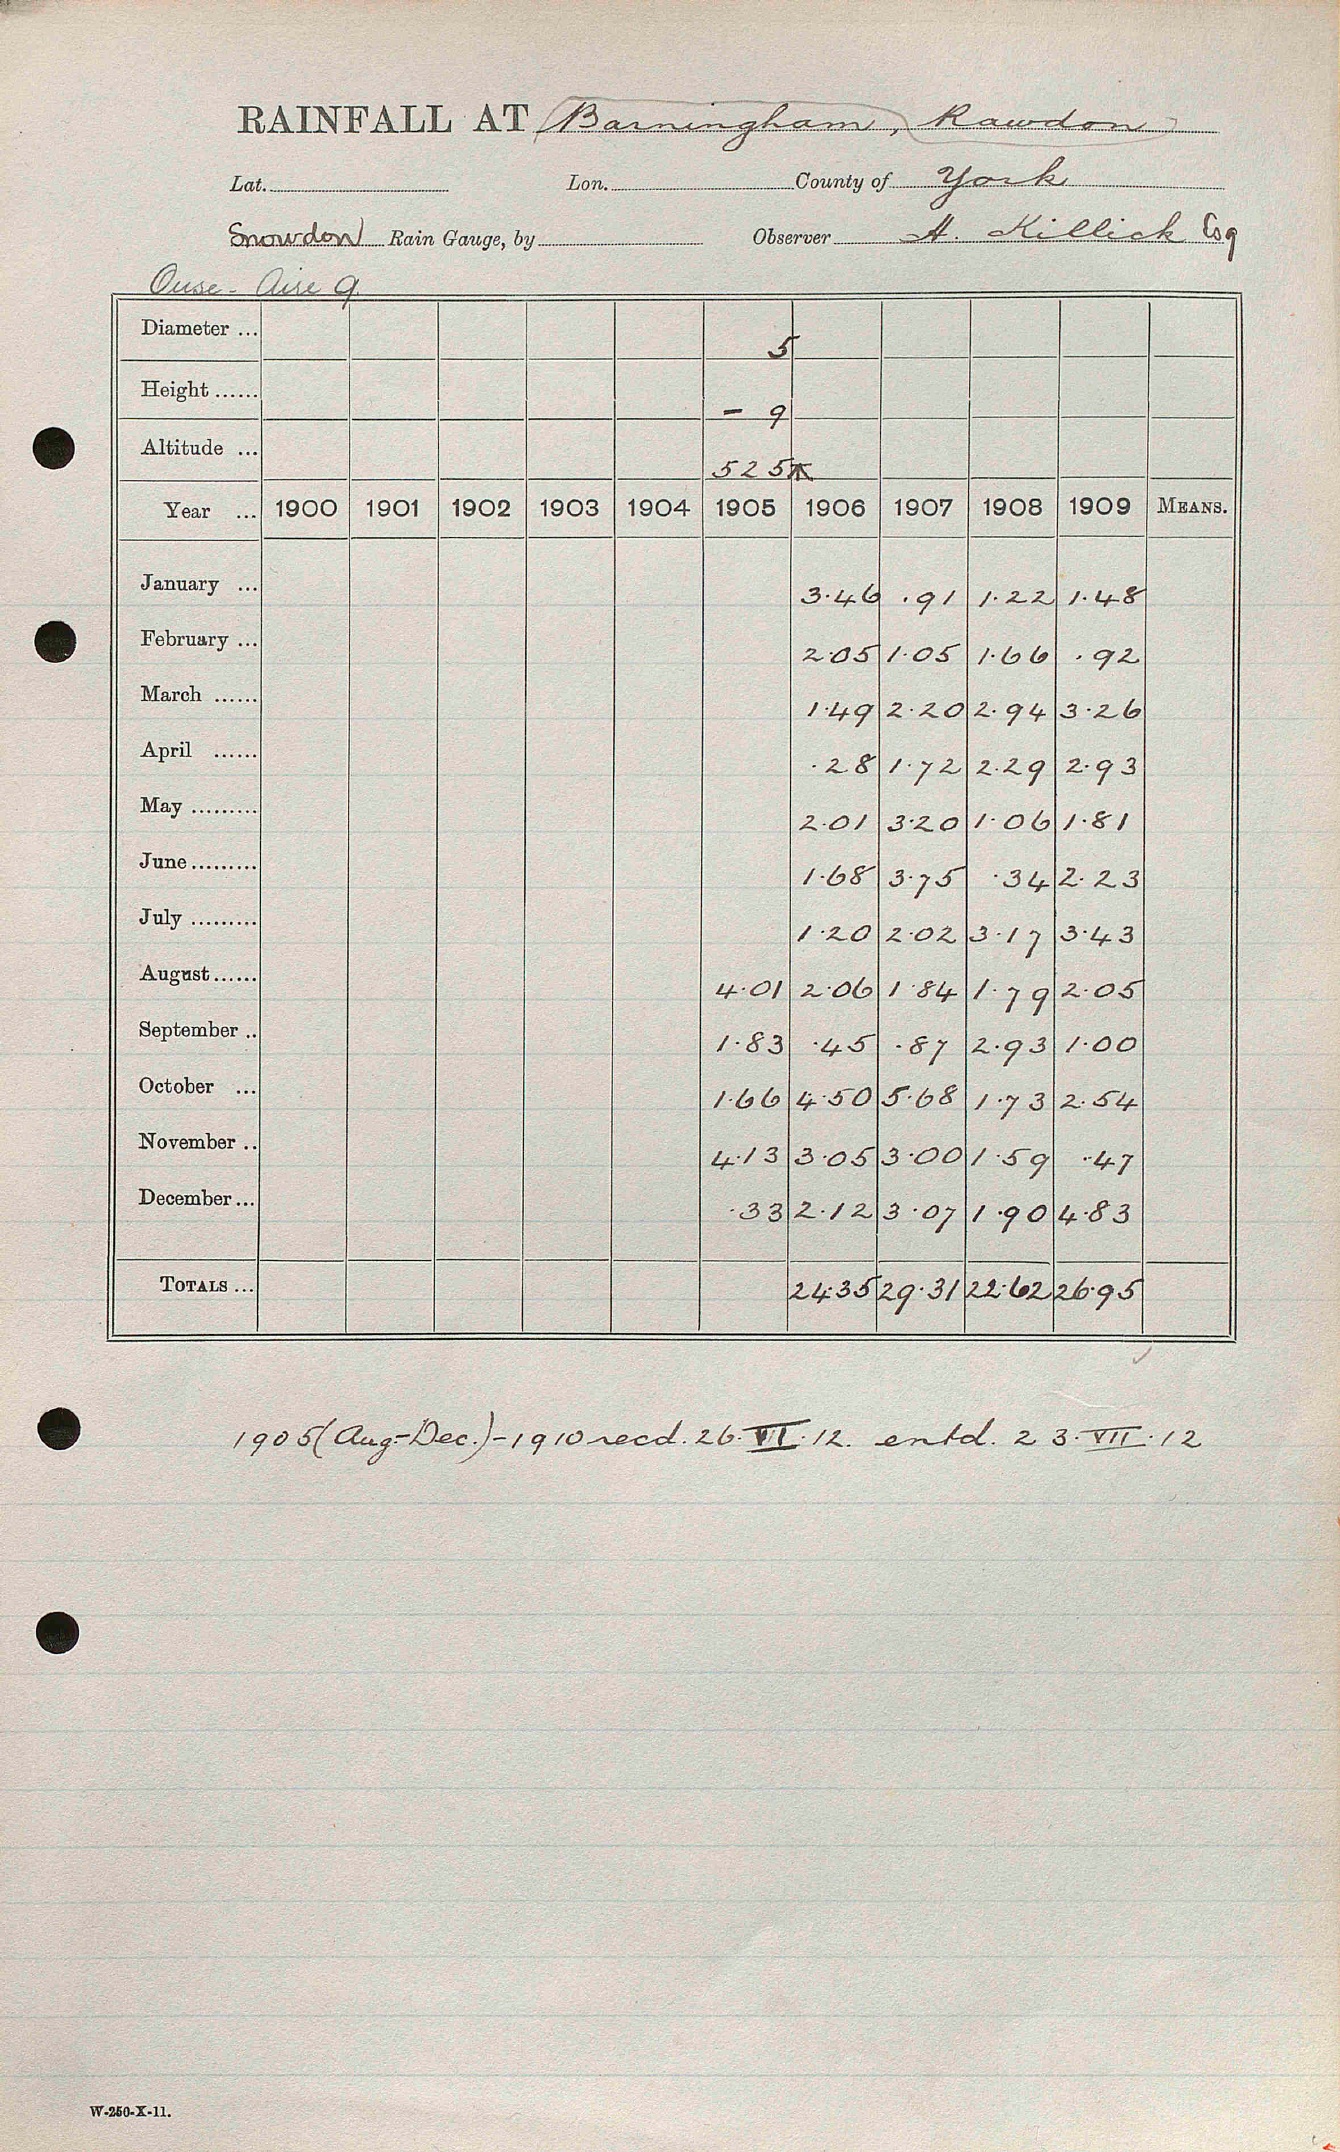 RAINFALL AT Barningham, Rawdon
Lat. Lon. County of York
Snowdon Rain Gauge, by Observer A. Killick Esq
Ouse - Aire 9
Diameter ... 5
Height ...... – 9
Altitude ... 525
Year ... 1900 1901 1902 1903 1904 1905 1906 1907 1908 1909 MEANS.
January ... 3·46 ·91 1·22 1·48
February ... 2·05 1·05 1·66 ·92
March ...... 1·49 2·20 2·94 3·26
April ...... ·28 1·72 2·29 2·93
May ......... 2·01 3·20 1·06 1·81
June ......... 1·68 3·75 ·34 2·23
July ......... 1·20 2·02 3·17 3·43
August ...... 4·01 2·06 1·84 1·79 2·05
September .. 1·83 ·45 ·87 2·93 1·00
October ... 1·66 4·50 5·68 1·73 2·54
November .. 4·13 3·05 3·00 1·59 ·47
December ... ·33 2·12 3·07 1·90 4·83
TOTALS ... 24·35 29·31 22·62 26·95
1905 (Aug-Dec.) - 1910 recd. 26·VI·12. entd. 23·VII·12
W-250-X-11.